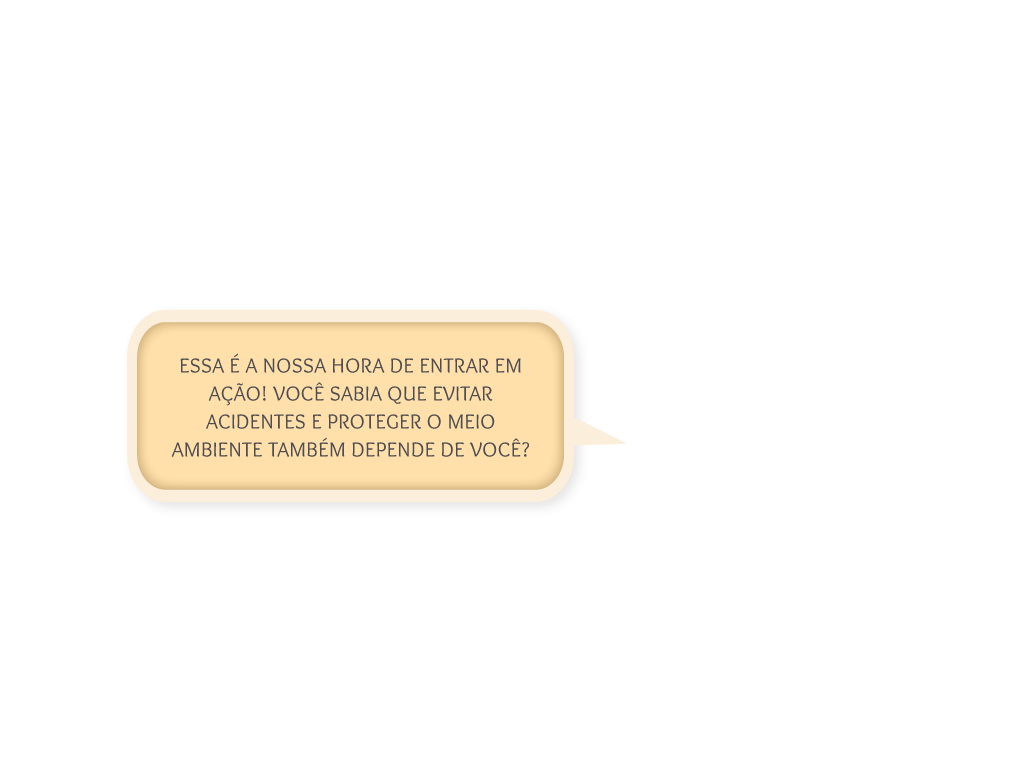 ESSA É A NOSSA HORA DE ENTRAR EM
AÇÃO! VOCÊ SABIA QUE EVITAR
ACIDENTES E PROTEGER O MEIO
AMBIENTE TAMBÉM DEPENDE DE VOCÊ?